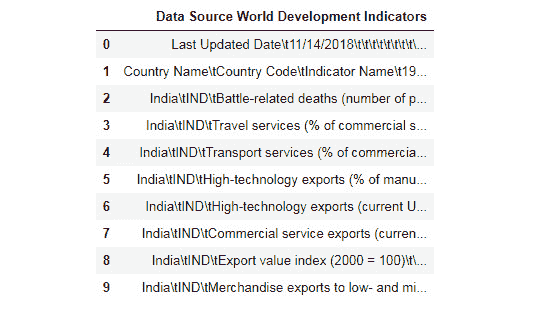 Data Source World Development Indicators
0 Last Updated Date\t11/14/2018\t\t\t\t\t\t\t\...
1 Country Name\tCountry Code\tIndicator Name\t19...
2 India\tIND\tBattle-related deaths (number of p...
3 India\tIND\tTravel services (% of commercial s...
4 India\tIND\tTransport services (% of commercia...
5 India\tIND\tHigh-technology exports (% of manu...
6 India\tIND\tHigh-technology exports (current U...
7 India\tIND\tCommercial service exports (curren...
8 India\tIND\tExport value index (2000 = 100)\t\...
9 India\tIND\tMerchandise exports to low- and mi...